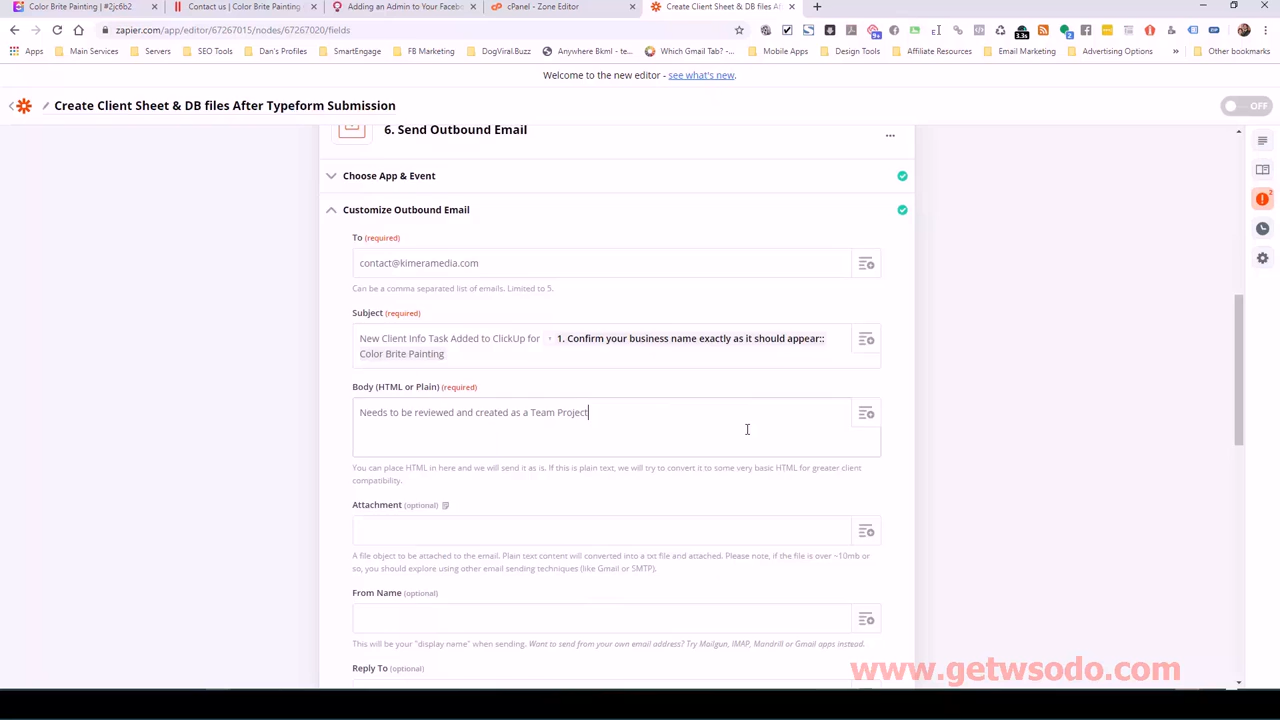 Color Brite Painting | #2jc6b2
Contact us | Color Brite Painting
Adding an Admin to Your Facebo
cPanel - Zone Editor
Create Client Sheet & DB files Af
zapier.com/app/editor/67267015/nodes/67267020/fields
Apps
Main Services
Servers
SEO Tools
Dan's Profiles
SmartEngage
FB Marketing
DogViral.Buzz
Anywhere Bkml - te...
Which Gmail Tab? -...
Mobile Apps
Design Tools
Affiliate Resources
Email Marketing
Advertising Options
Other bookmarks
Welcome to the new editor - see what's new.
Create Client Sheet & DB files After Typeform Submission
OFF
6. Send Outbound Email
Choose App & Event
Customize Outbound Email
To (required)
contact@kimeramedia.com
Can be a comma separated list of emails. Limited to 5.
Subject (required)
New Client Info Task Added to ClickUp for 1. Confirm your business name exactly as it should appear::
Color Brite Painting
Body (HTML or Plain) (required)
Needs to be reviewed and created as a Team Project
You can place HTML in here and we will send it as is. If this is plain text, we will try to convert it to some very basic HTML for greater client
compatibility.
Attachment (optional)
A file object to be attached to the email. Plain text content will converted into a txt file and attached. Please note, if the file is over ~10mb or
so, you should explore using other email sending techniques (like Gmail or SMTP).
From Name (optional)
This will be your "display name" when sending. Want to send from your own email address? Try Mailgun, IMAP, Mandrill or Gmail apps instead.
Reply To (optional)
www.getwsodo.com